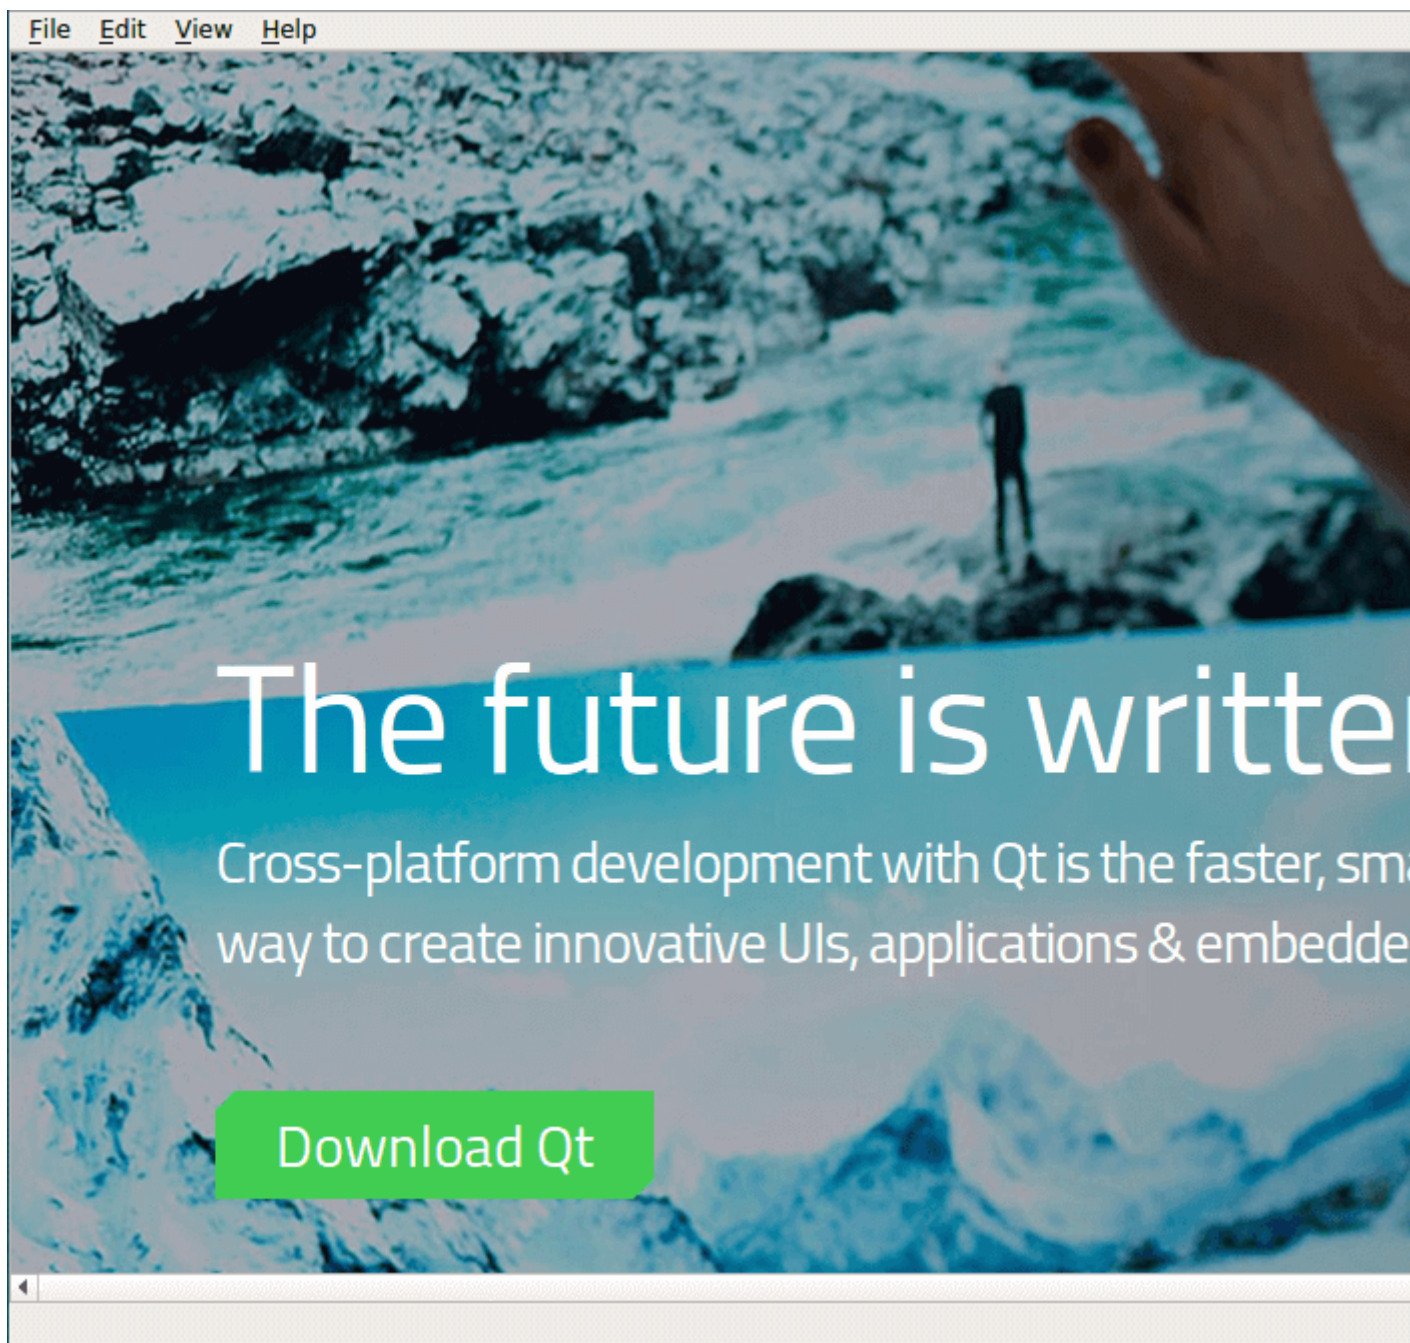 File Edit View Help
The future is writte
Cross-platform development with Qt is the faster, sma
way to create innovative UIs, applications & embedde
Download Qt